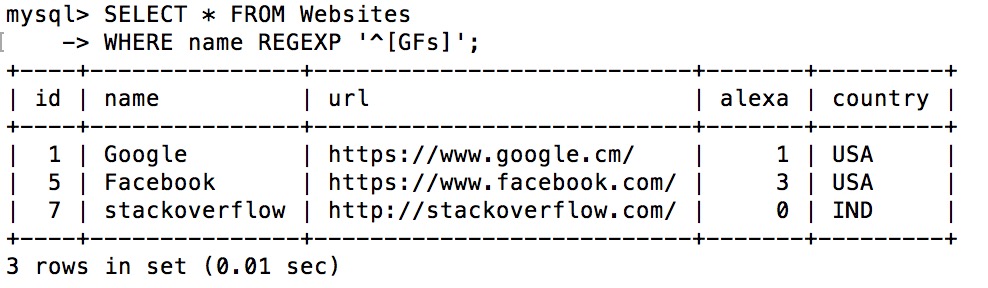 mysql> SELECT * FROM Websites
    -> WHERE name REGEXP '^[GFs]';
+----+---------------+---------------------------+-------+---------+
| id | name          | url                       | alexa | country |
+----+---------------+---------------------------+-------+---------+
|  1 | Google        | https://www.google.cm/    |     1 | USA     |
|  5 | Facebook      | https://www.facebook.com/ |     3 | USA     |
|  7 | stackoverflow | http://stackoverflow.com/ |     0 | IND     |
+----+---------------+---------------------------+-------+---------+
3 rows in set (0.01 sec)